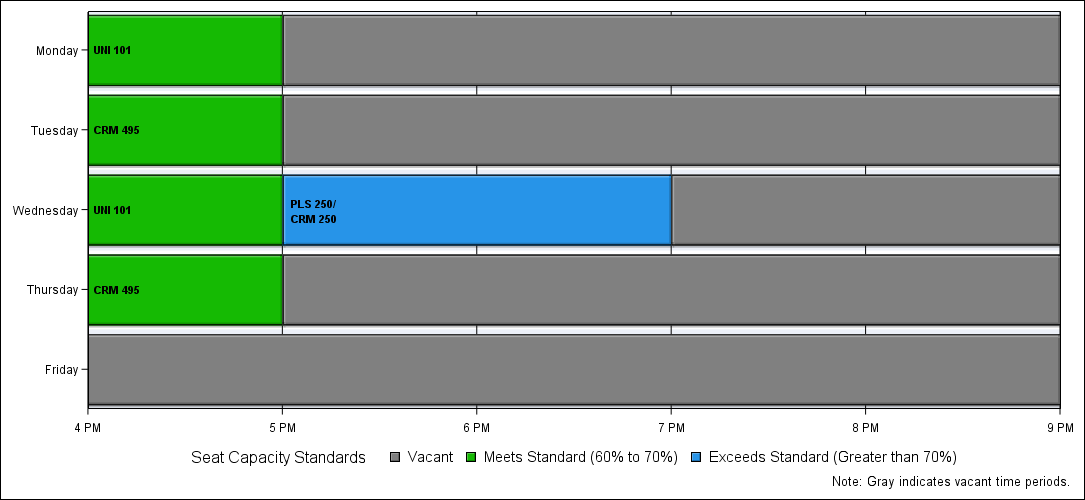 Monday
UNI 101
Tuesday
CRM 495
Wednesday
UNI 101
PLS 250/
CRM 250
Thursday
CRM 495
Friday
4 PM 5 PM 6 PM 7 PM 8 PM 9 PM
Seat Capacity Standards Vacant Meets Standard (60% to 70%) Exceeds Standard (Greater than 70%)
Note: Gray indicates vacant time periods.